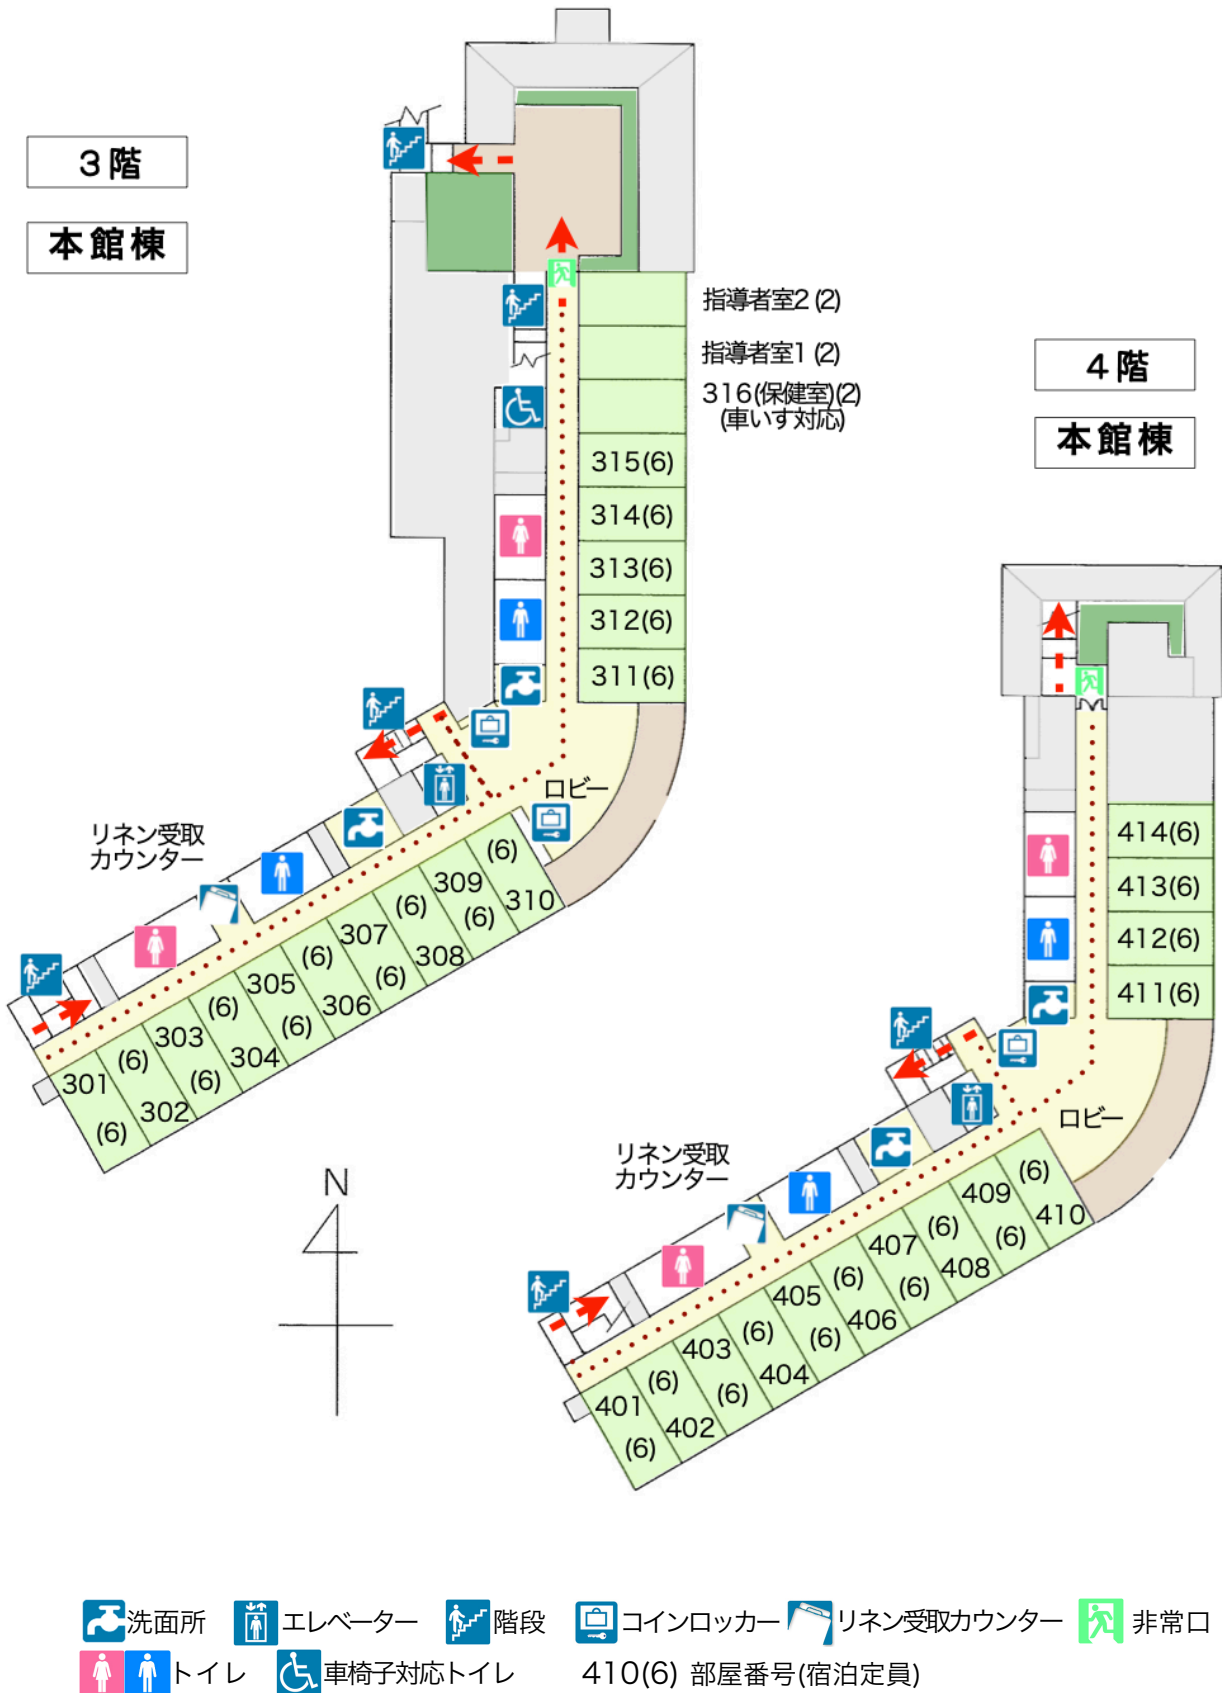 3階
本館棟
指導者室2 (2)
指導者室1 (2)
316(保健室)(2)
(車いす対応)
315(6)
314(6)
313(6)
312(6)
311(6)
ロビー
リネン受取
カウンター
(6)
310
309
(6)
(6)
308
307
(6)
(6)
306
305
(6)
(6)
304
303
(6)
(6)
302
301
(6)
N
4階
本館棟
414(6)
413(6)
412(6)
411(6)
ロビー
リネン受取
カウンター
(6)
410
409
(6)
(6)
408
407
(6)
(6)
406
405
(6)
(6)
404
403
(6)
(6)
402
401
(6)
洗面所 エレベーター 階段 コインロッカー リネン受取カウンター 非常口
トイレ 車椅子対応トイレ 410(6) 部屋番号(宿泊定員)